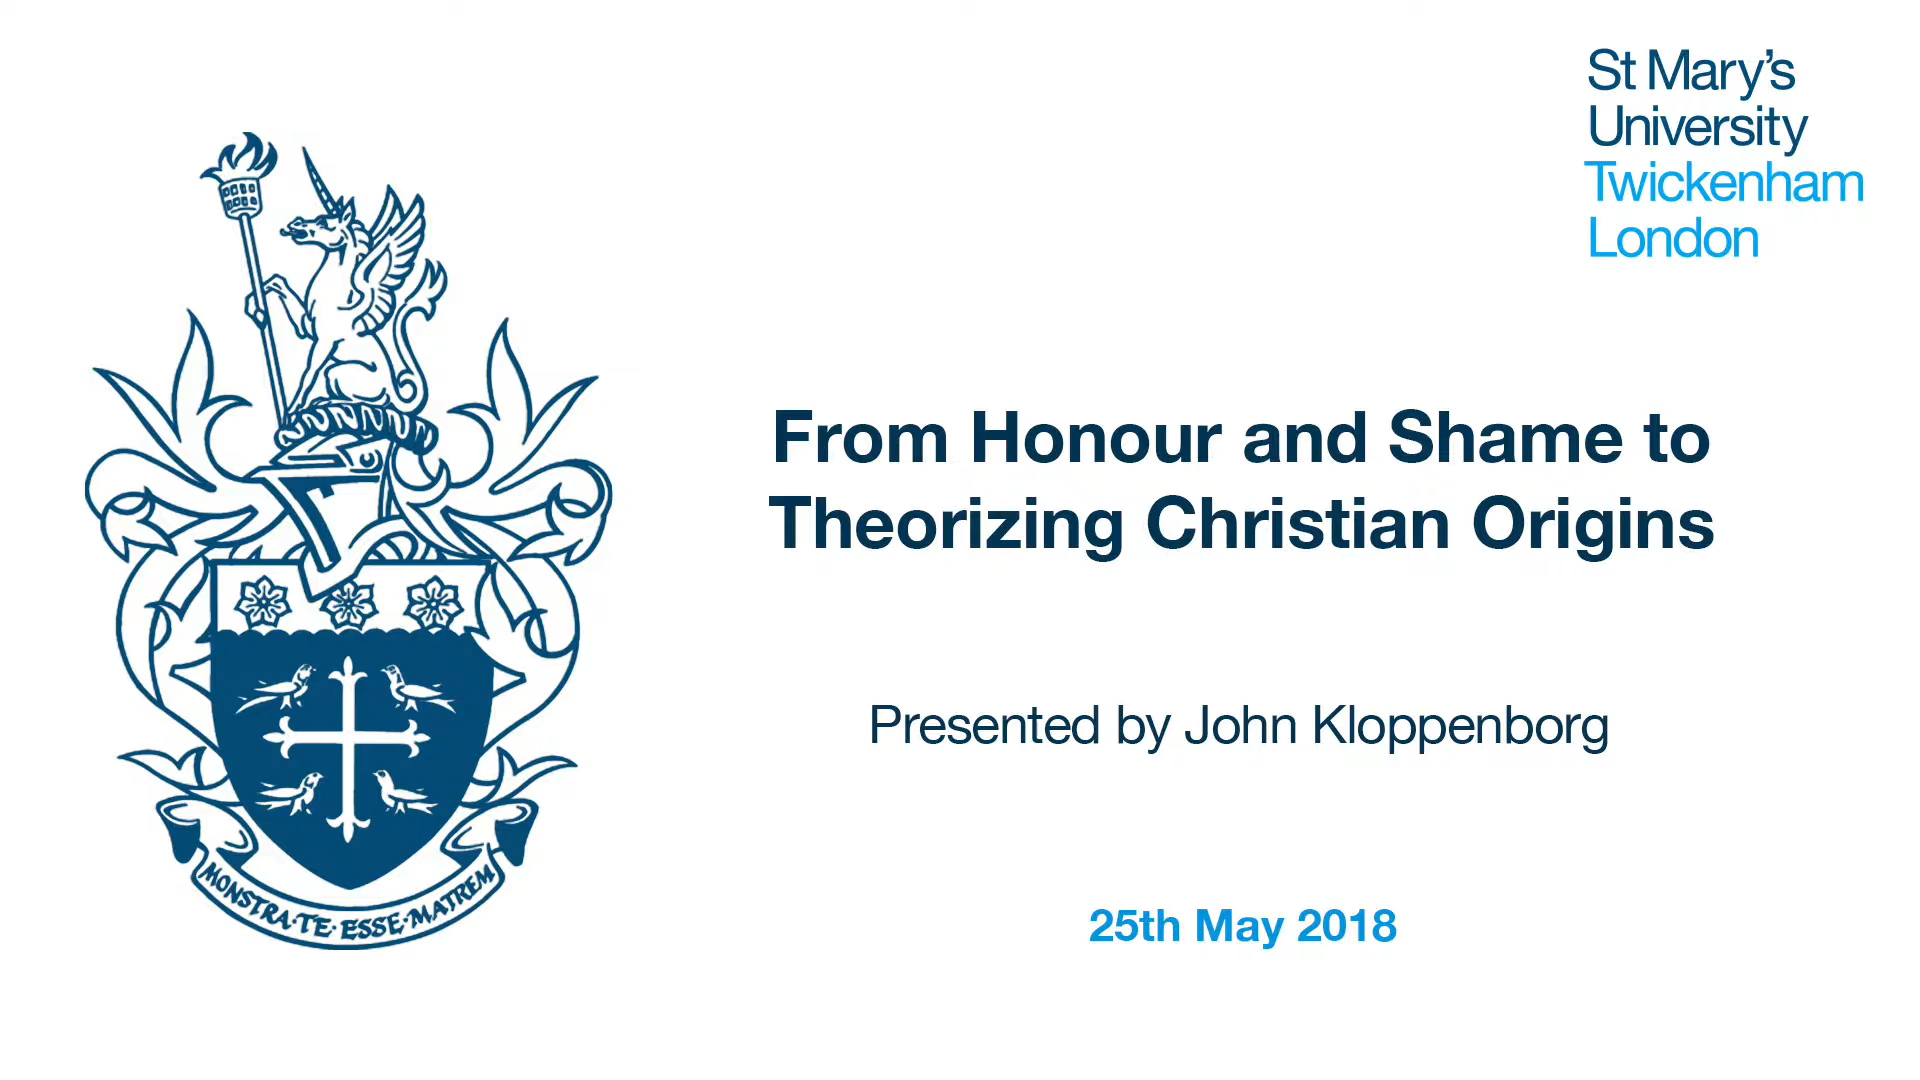 St Mary's
University
Twickenham
London
From Honour and Shame to
Theorizing Christian Origins
Presented by John Kloppenborg
25th May 2018
MONSTRA·TE·ESSE·MATREM